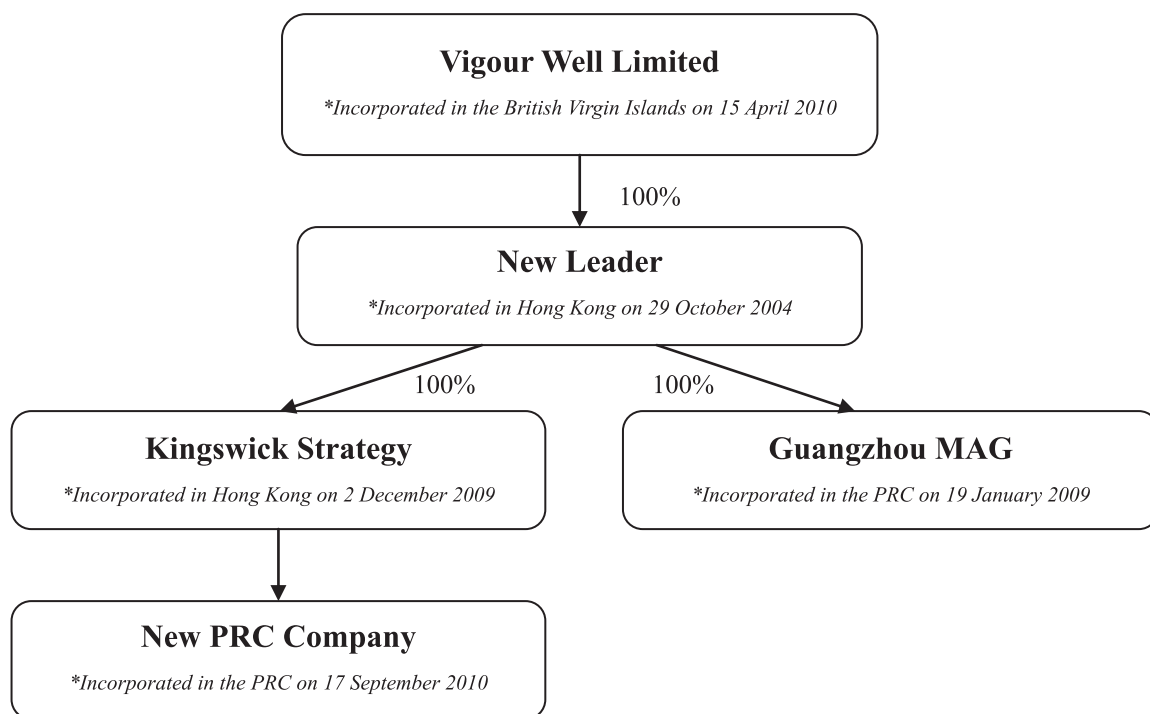 Vigour Well Limited
*Incorporated in the British Virgin Islands on 15 April 2010
100%
New Leader
*Incorporated in Hong Kong on 29 October 2004
100%
100%
Kingswick Strategy
*Incorporated in Hong Kong on 2 December 2009
Guangzhou MAG
*Incorporated in the PRC on 19 January 2009
New PRC Company
*Incorporated in the PRC on 17 September 2010